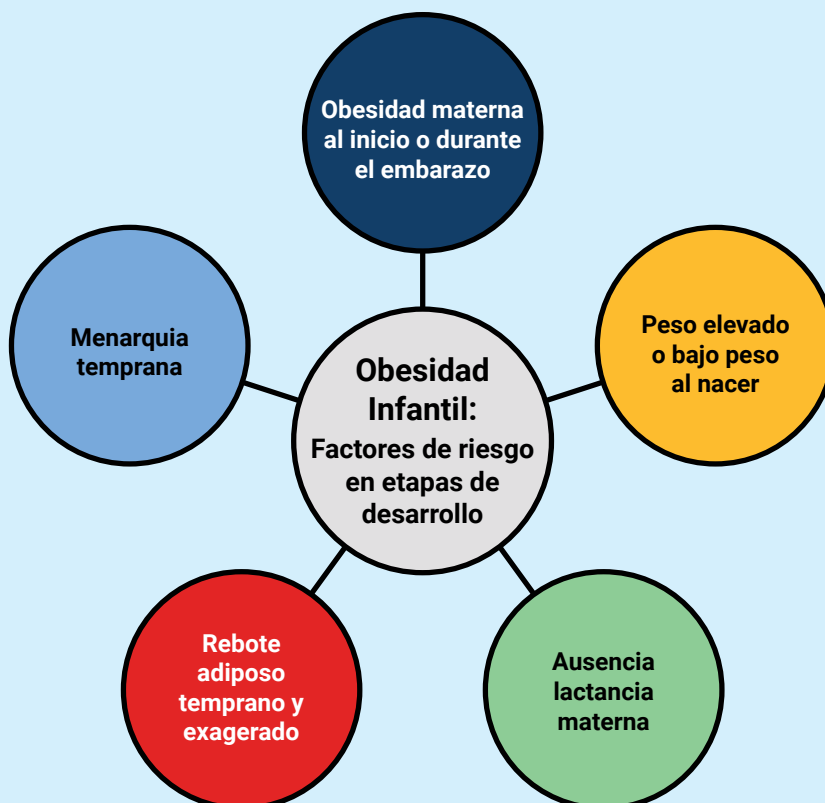 Obesidad materna
al inicio o durante
el embarazo
Peso elevado
o bajo peso
al nacer
Menarquia
temprana
Obesidad
Infantil:
Factores de riesgo
en etapas de
desarrollo
Rebote
adiposo
temprano y
exagerado
Ausencia
lactancia
materna